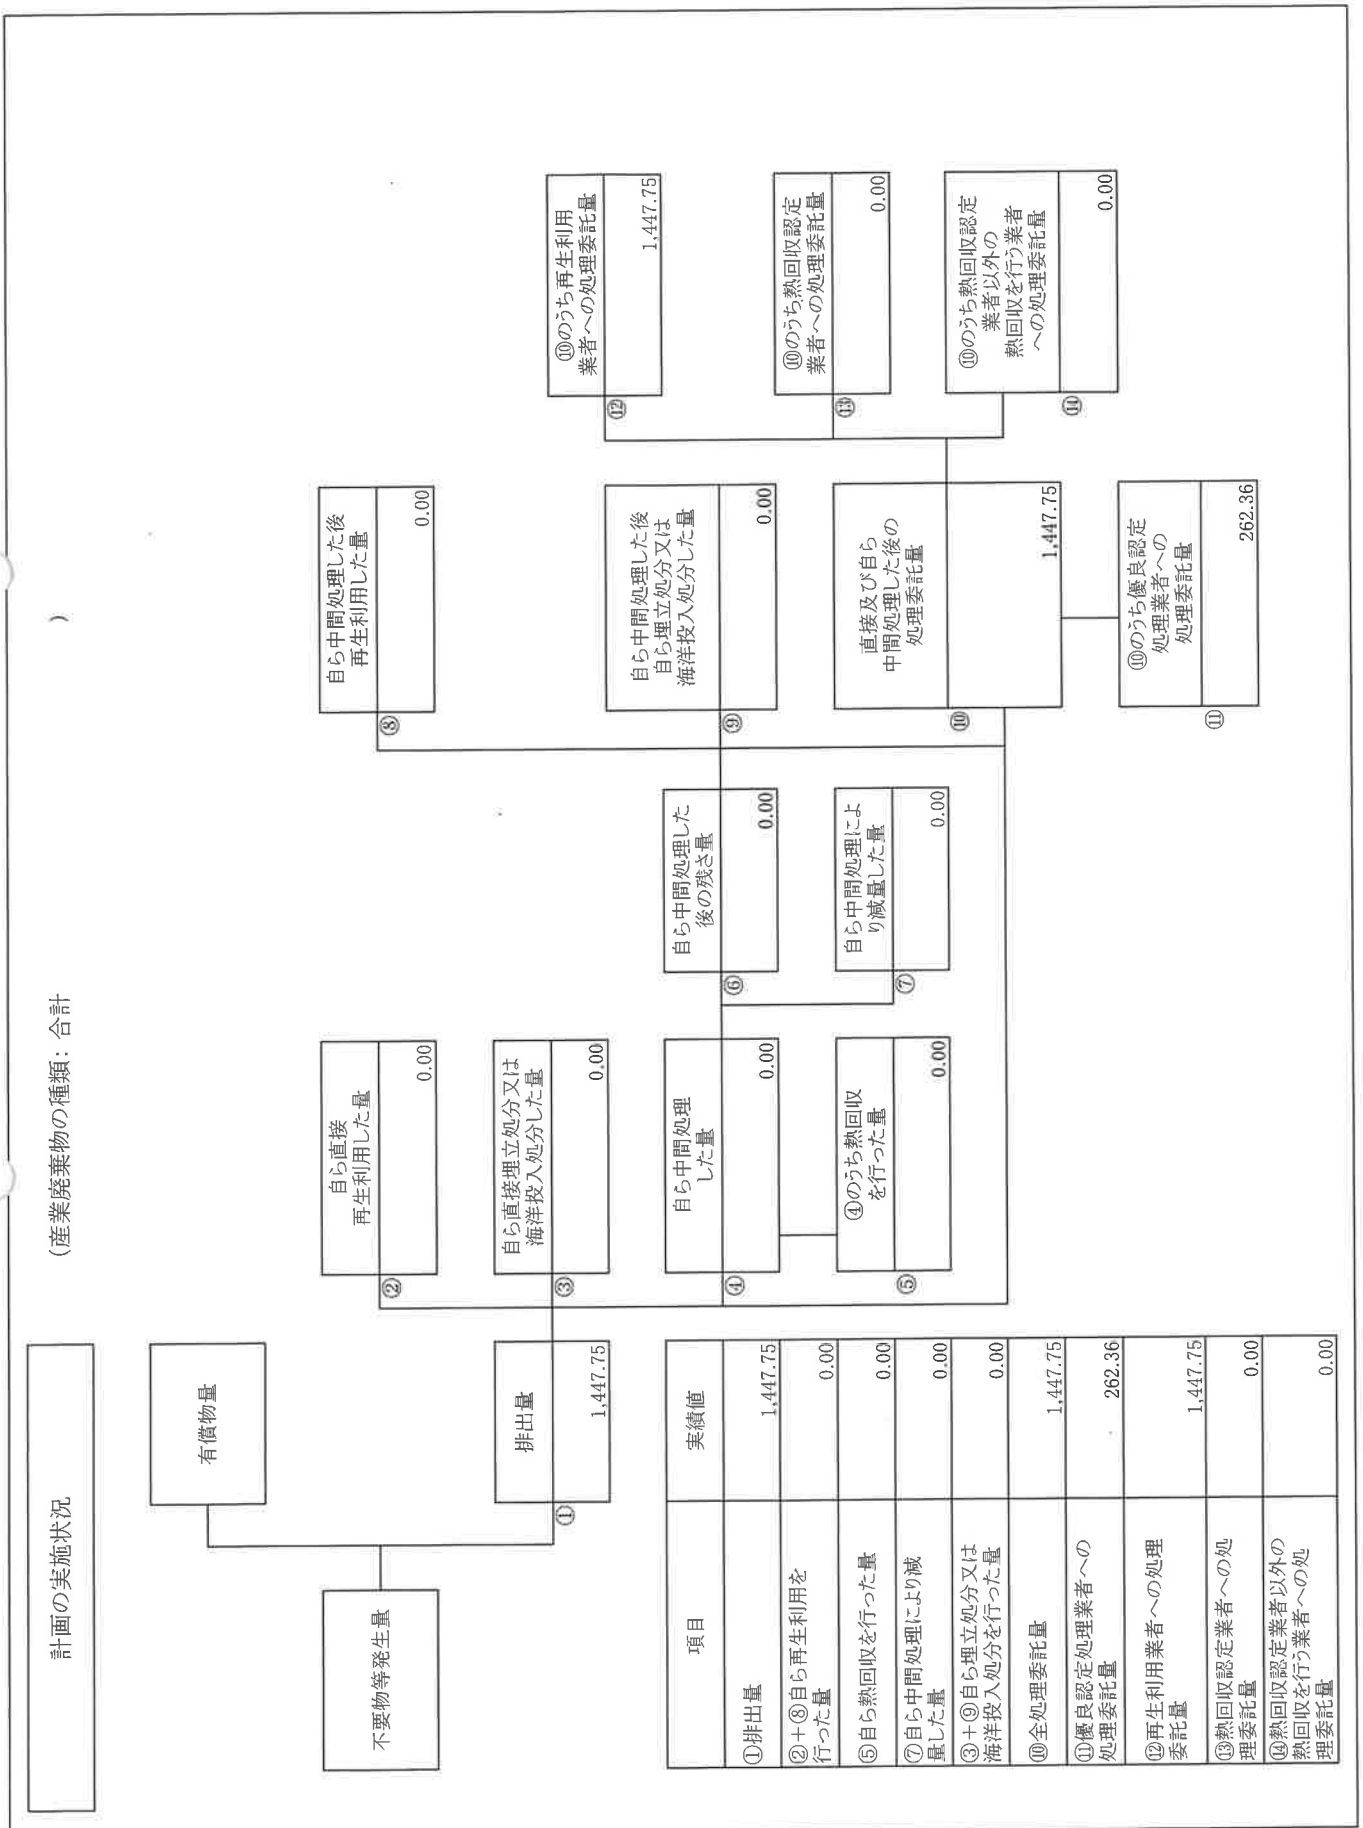 計画の実施状況
(産業廃棄物の種類: 合計
)
有償物量
不要物等発生量
排出量
①
1,447.75
自ら直接
再生利用した量
②
0.00
自ら直接埋立処分又は
海洋投入処分した量
③
0.00
自ら中間処理
した量
④
0.00
④のうち熱回収
を行った量
⑤
0.00
自ら中間処理した
後の残さ量
⑥
0.00
自ら中間処理によ
り減量した量
⑦
0.00
自ら中間処理した後
再生利用した量
⑧
0.00
自ら中間処理した後
自ら埋立処分又は
海洋投入処分した量
⑨
0.00
直接及び自ら
中間処理した後の
処理委託量
⑩
1,447.75
⑩のうち優良認定
処理業者への
処理委託量
⑪
262.36
⑩のうち再生利用
業者への処理委託量
⑫
1,447.75
⑩のうち熱回収認定
業者への処理委託量
⑬
0.00
⑩のうち熱回収認定
業者以外の
熱回収を行う業者
への処理委託量
⑭
0.00
項目
実績値
①排出量
1,447.75
②+⑧自ら再生利用を
行った量
0.00
⑤自ら熱回収を行った量
0.00
⑦自ら中間処理により減
量した量
0.00
③+⑨自ら埋立処分又は
海洋投入処分を行った量
0.00
⑩全処理委託量
1,447.75
⑪優良認定処理業者への
処理委託量
262.36
⑫再生利用業者への処理
委託量
1,447.75
⑬熱回収認定業者への処
理委託量
0.00
⑭熱回収認定業者以外の
熱回収を行う業者への処
理委託量
0.00